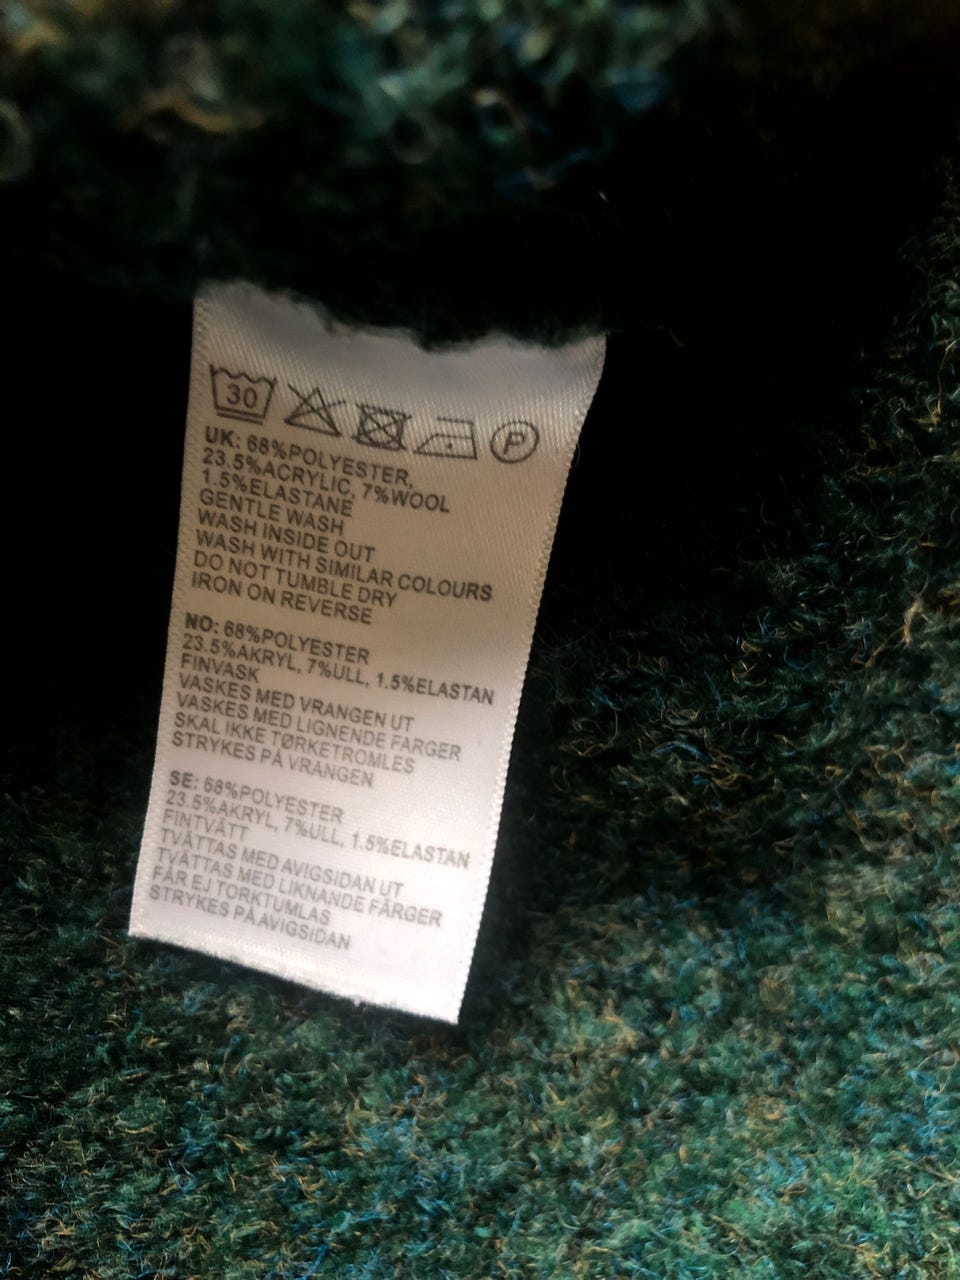 30 P
UK: 68%POLYESTER,
23.5%ACRYLIC, 7%WOOL
1.5%ELASTANE
GENTLE WASH
WASH INSIDE OUT
WASH WITH SIMILAR COLOURS
DO NOT TUMBLE DRY
IRON ON REVERSE
NO: 68%POLYESTER
23.5%AKRYL, 7%ULL, 1.5%ELASTAN
FINVASK
VASKES MED VRANGEN UT
VASKES MED LIGNENDE FARGER
SKAL IKKE TØRKETROMLES
STRYKES PÅ VRANGEN
SE: 68%POLYESTER
23.5%AKRYL, 7%ULL, 1.5%ELASTAN
FINTVÄTT
TVÄTTAS MED AVIGSIDAN UT
TVÄTTAS MED LIKNANDE FÄRGER
FÅR EJ TORKTUMLAS
STRYKES PÅ AVIGSIDAN